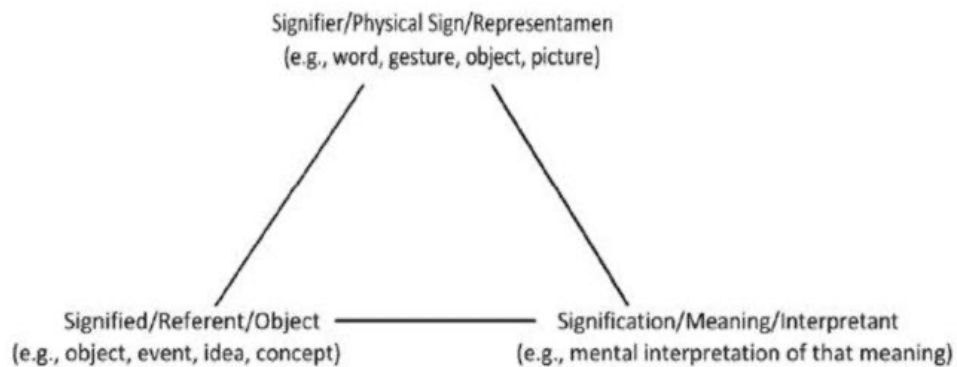 Signifier/Physical Sign/Representamen
(e.g., word, gesture, object, picture)
Signified/Referent/Object
(e.g., object, event, idea, concept)
Signification/Meaning/Interpretant
(e.g., mental interpretation of that meaning)